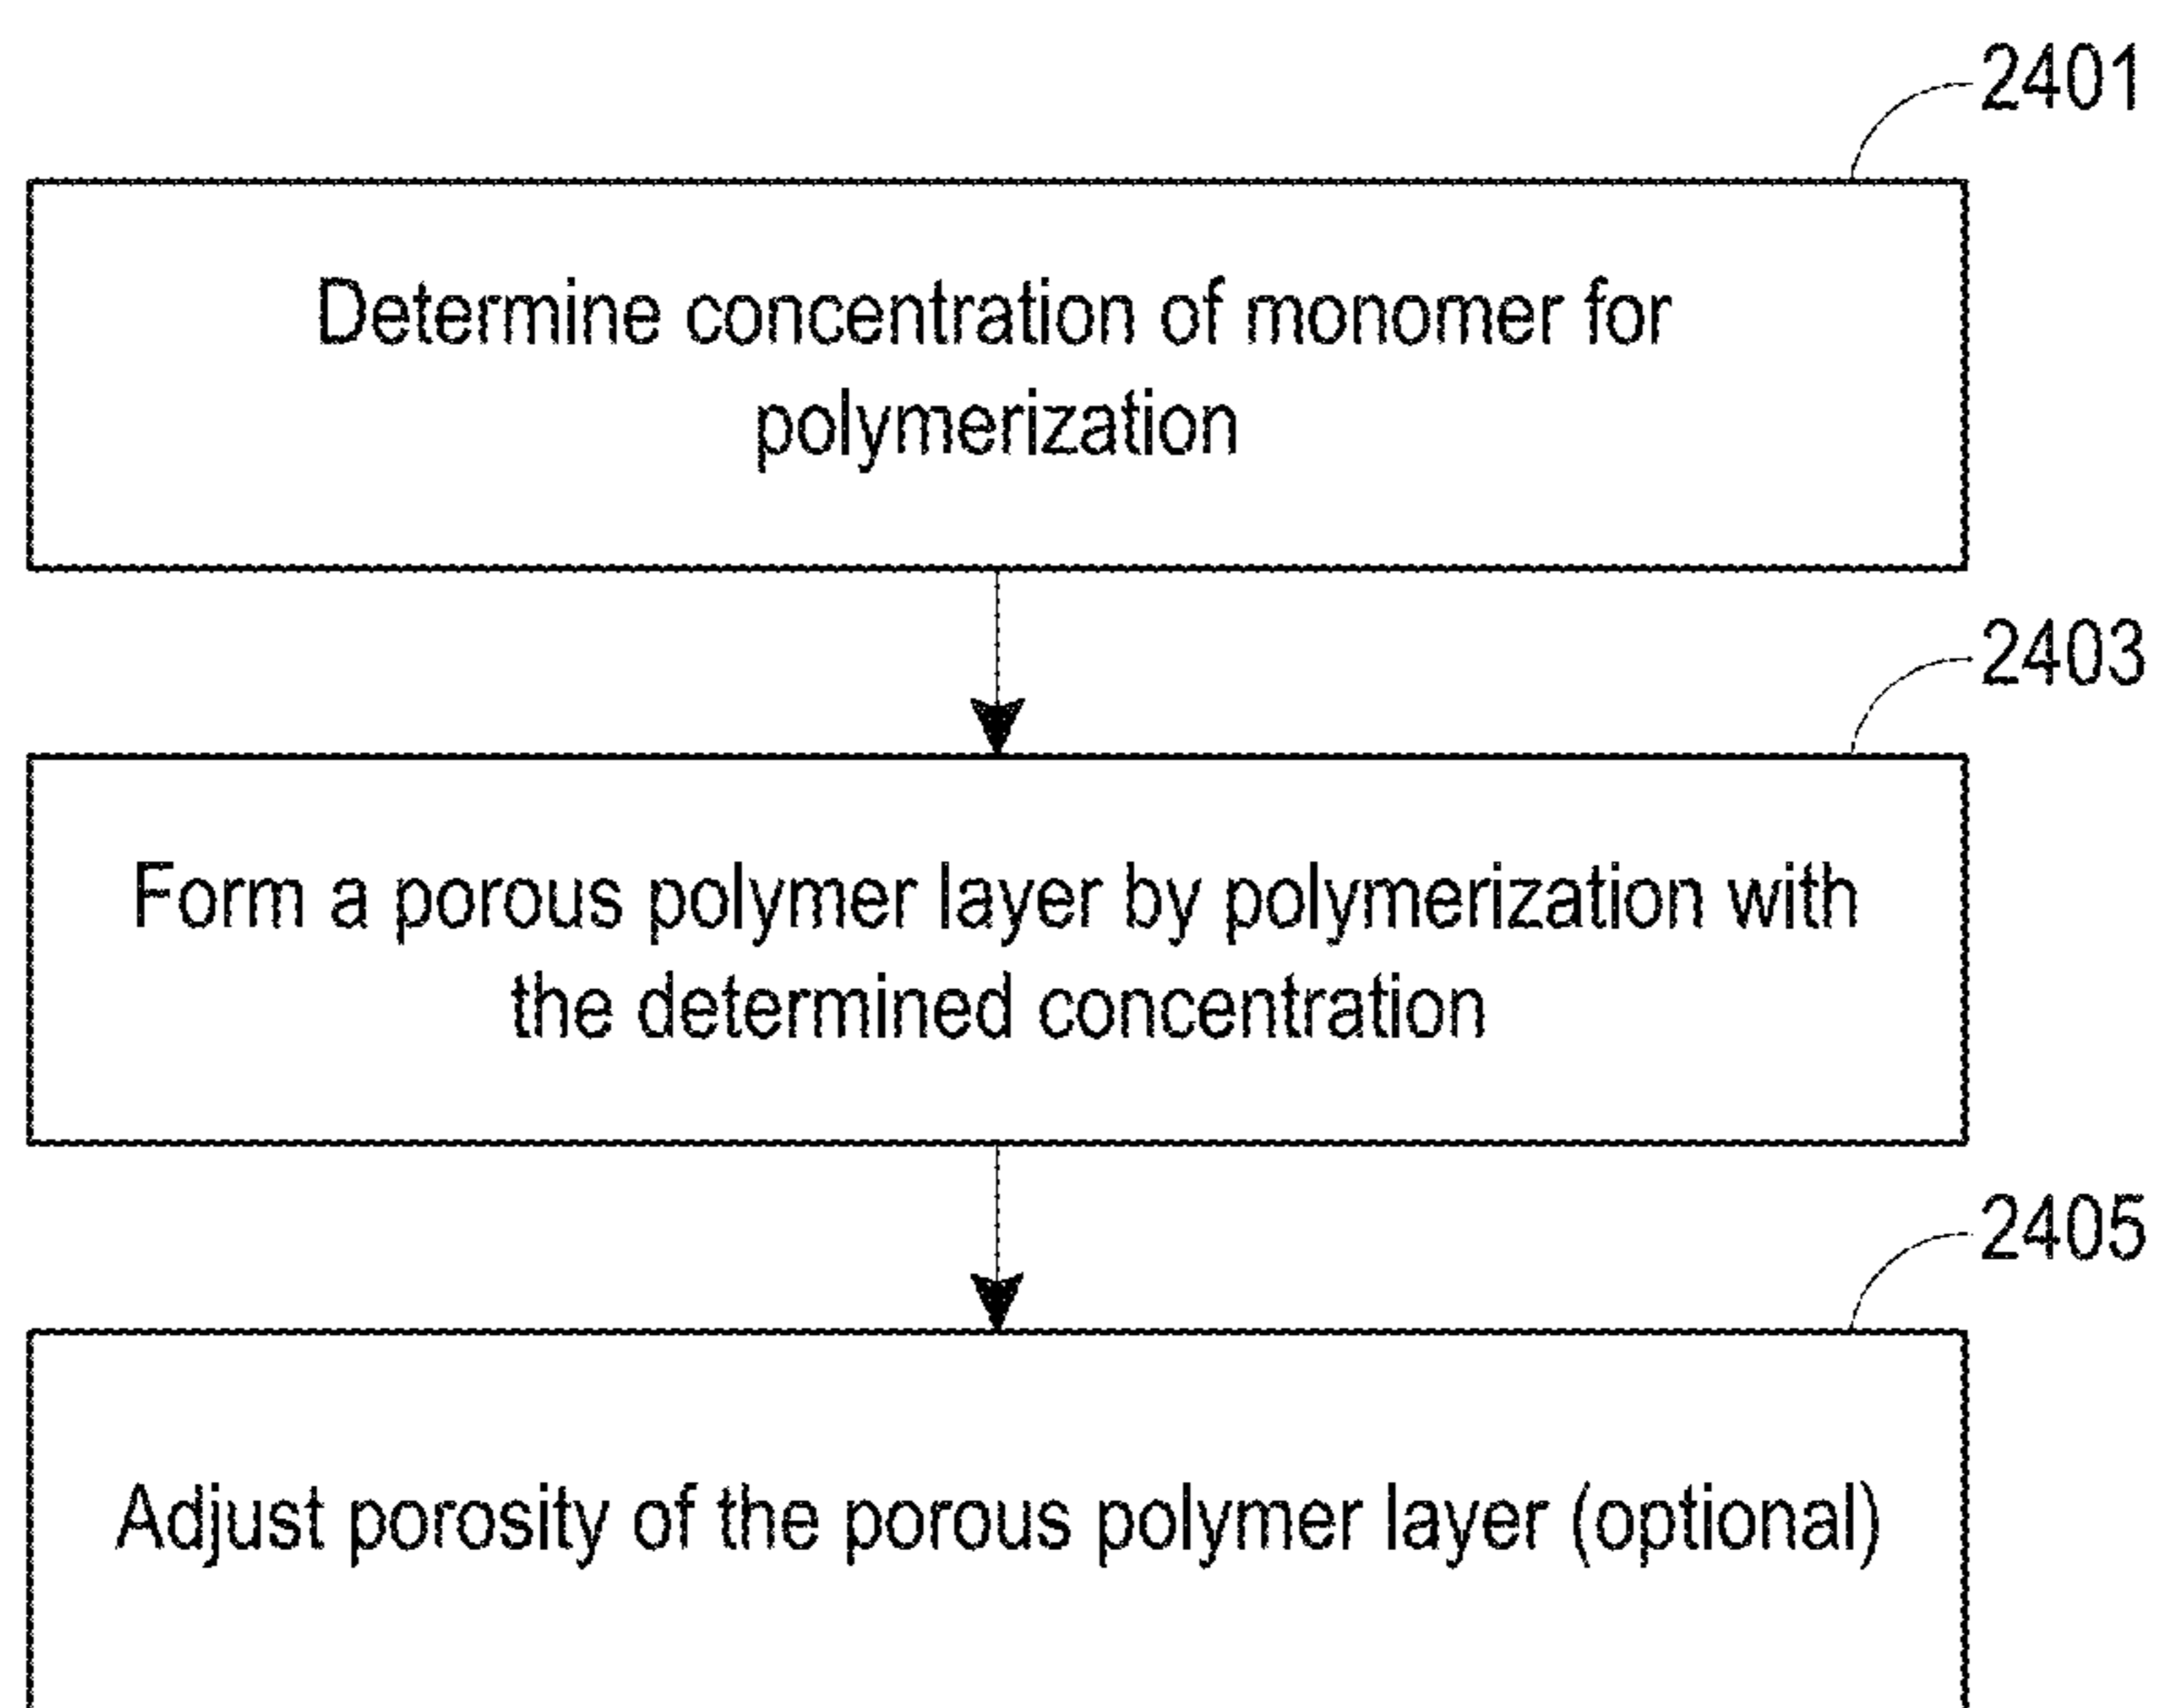 2401
Determine concentration of monomer for
polymerization
2403
Form a porous polymer layer by polymerization with
the determined concentration
2405
Adjust porosity of the porous polymer layer (optional)